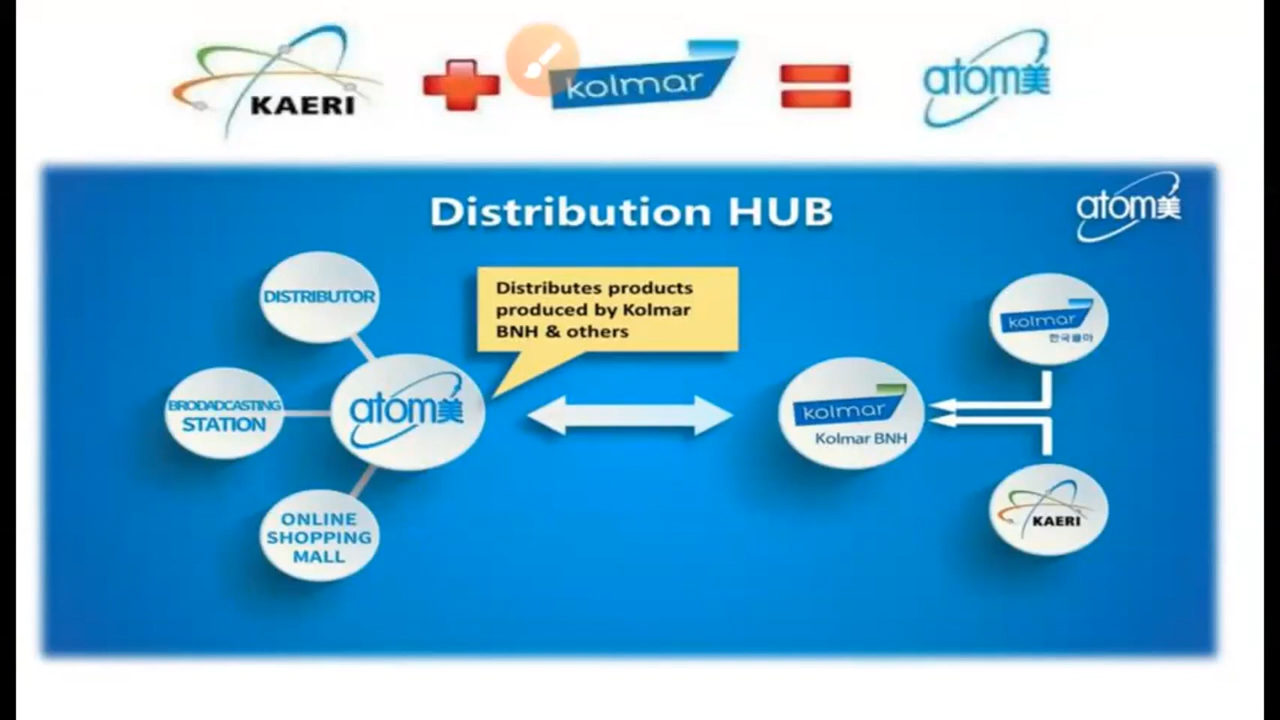 KAERI
kolmar
atom美
Distribution HUB
atom美
DISTRIBUTOR
Distributes products
produced by Kolmar
BNH & others
kolmar
한국콜마
BRODADCASTING
STATION
atom美
kolmar
Kolmar BNH
ONLINE
SHOPPING
MALL
KAERI